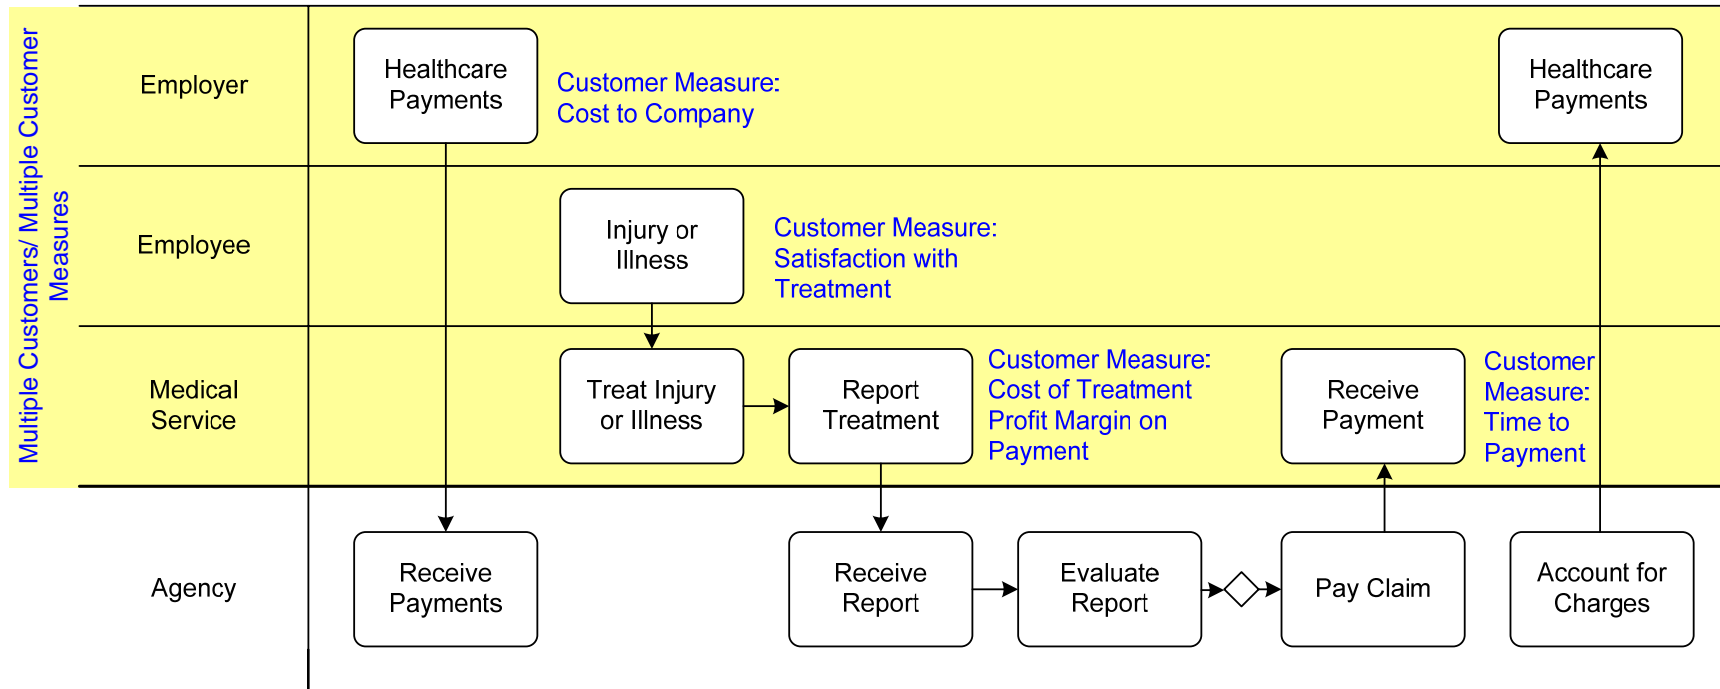 Multiple Customers/ Multiple Customer
Measures
Employer
Healthcare
Payments
Customer Measure:
Cost to Company
Healthcare
Payments
Employee
Injury or
Illness
Customer Measure:
Satisfaction with
Treatment
Medical
Service
Treat Injury
or Illness
Report
Treatment
Customer Measure:
Cost of Treatment
Profit Margin on
Payment
Receive
Payment
Customer
Measure:
Time to
Payment
Agency
Receive
Payments
Receive
Report
Evaluate
Report
Pay Claim
Account for
Charges